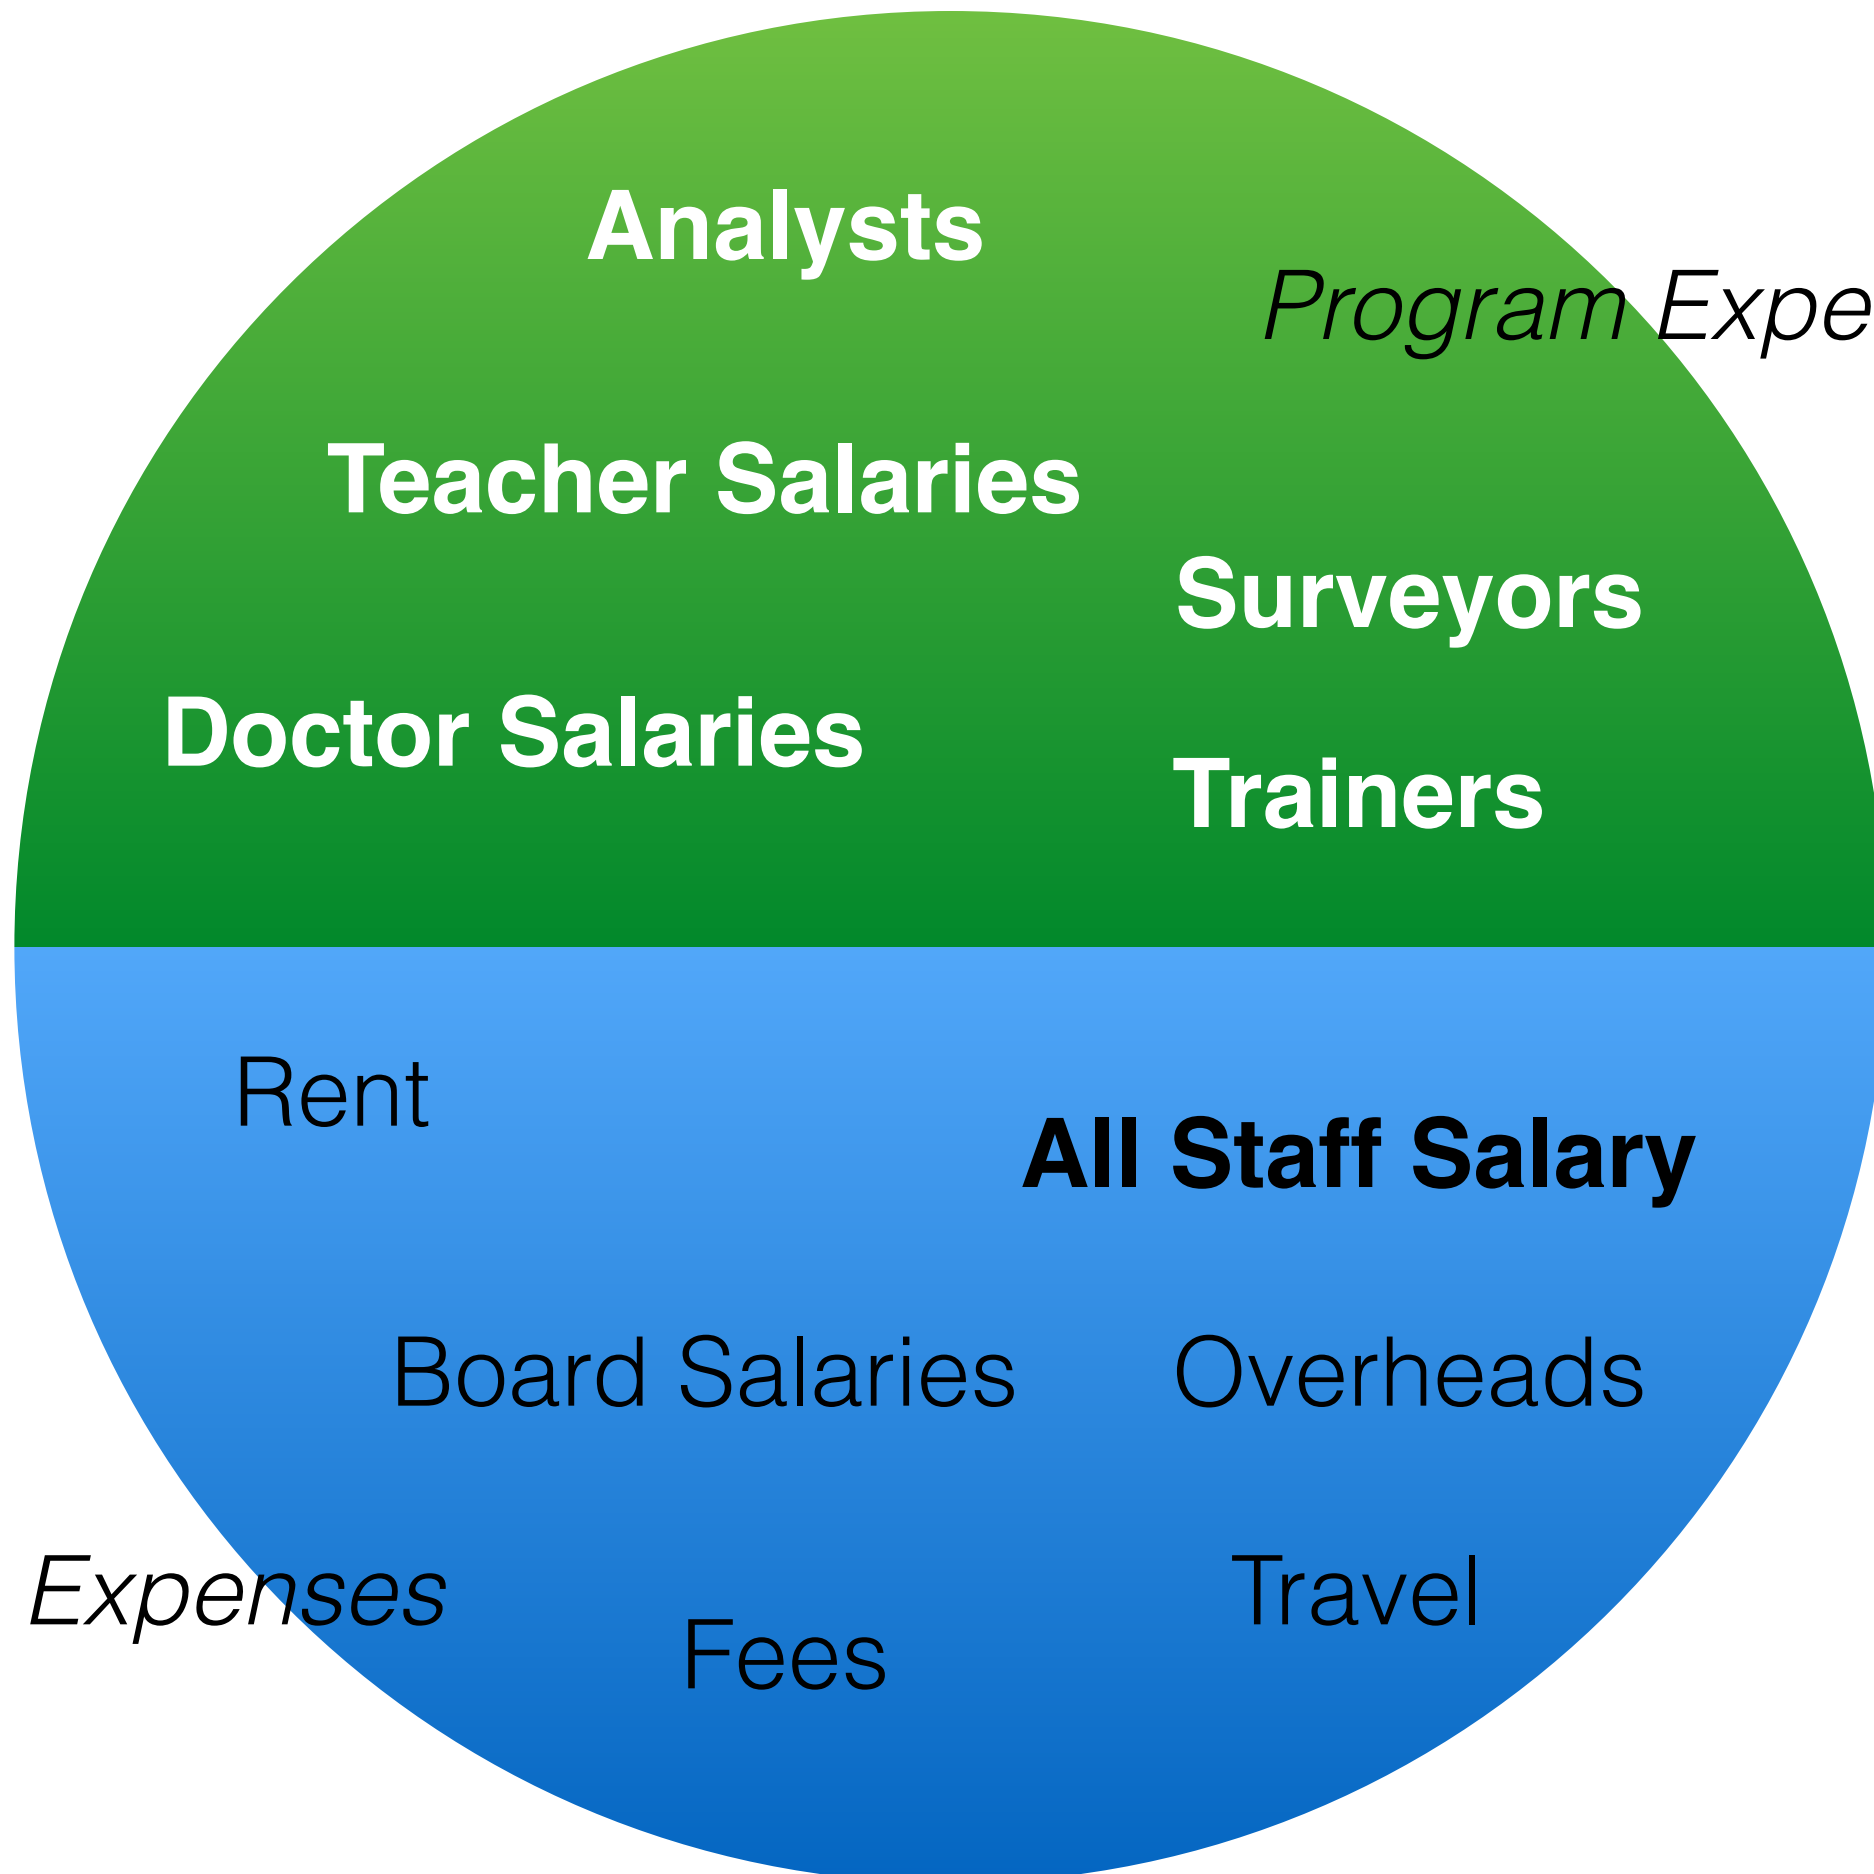 Analysts
Program Expe
Teacher Salaries
Surveyors
Doctor Salaries
Trainers
Rent
All Staff Salary
Board Salaries
Overheads
Expenses
Travel
Fees